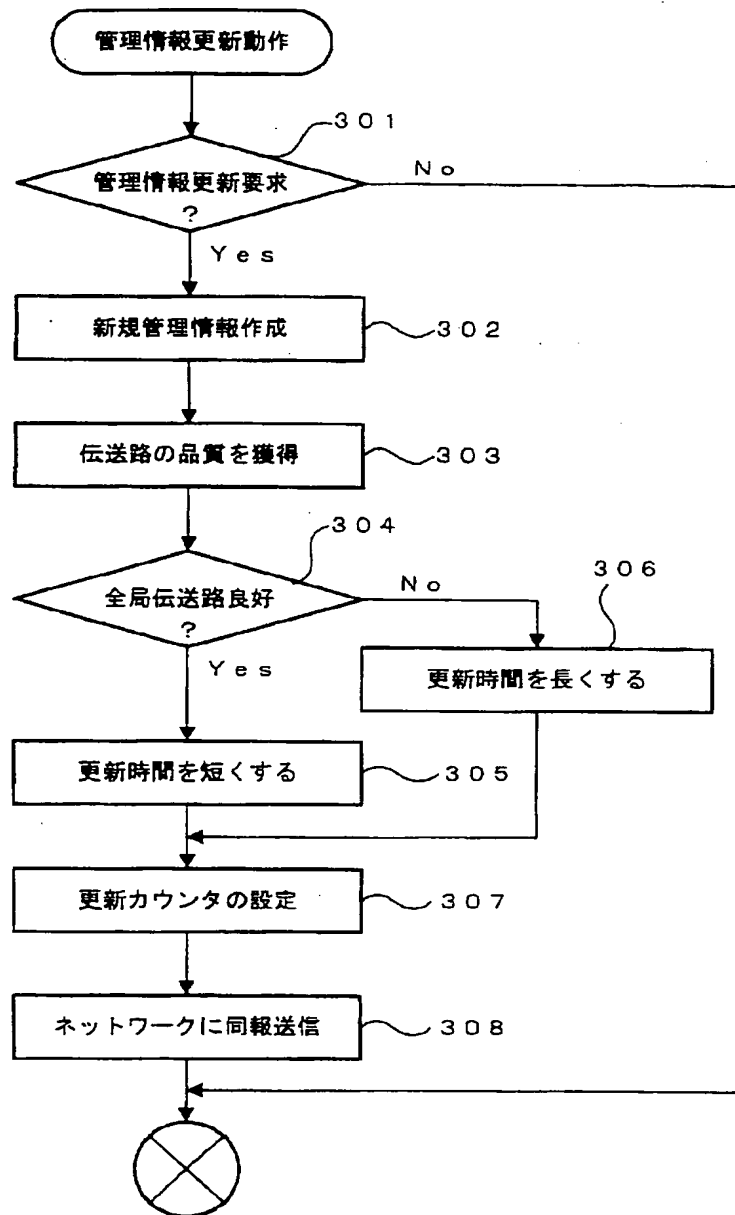 管理情報更新動作
301
管理情報更新要求
?
No
Yes
新規管理情報作成
302
伝送路の品質を獲得
303
304
全局伝送路良好
?
No
306
Yes
更新時間を長くする
更新時間を短くする
305
更新カウンタの設定
307
ネットワークに同報送信
308